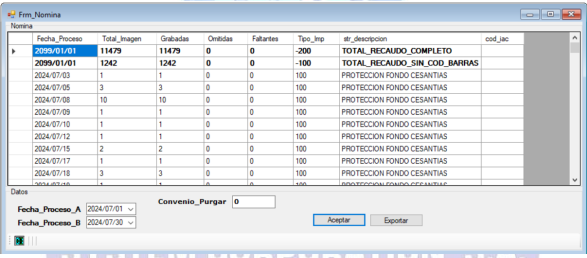 Frm_Nomina
Nomina
Fecha_Proceso Total_Imagen Grabadas Omitidas Faltantes Tipo_Imp str_descripcion cod_iac
2099/01/01 11479 11479 0 0 -200 TOTAL_RECAUDO_COMPLETO
2099/01/01 1242 1242 0 0 -100 TOTAL_RECAUDO_SIN_COD_BARRAS
2024/07/03 1 1 0 0 100 PROTECCION FONDO CESANTIAS
2024/07/05 3 3 0 0 100 PROTECCION FONDO CESANTIAS
2024/07/08 10 10 0 0 100 PROTECCION FONDO CESANTIAS
2024/07/09 1 1 0 0 100 PROTECCION FONDO CESANTIAS
2024/07/10 1 1 0 0 100 PROTECCION FONDO CESANTIAS
2024/07/12 1 1 0 0 100 PROTECCION FONDO CESANTIAS
2024/07/15 2 2 0 0 100 PROTECCION FONDO CESANTIAS
2024/07/17 1 1 0 0 100 PROTECCION FONDO CESANTIAS
2024/07/18 3 3 0 0 100 PROTECCION FONDO CESANTIAS
Datos
Fecha_Proceso_A 2024/07/01 Convenio_Purgar 0
Fecha_Proceso_B 2024/07/30 Aceptar Exportar